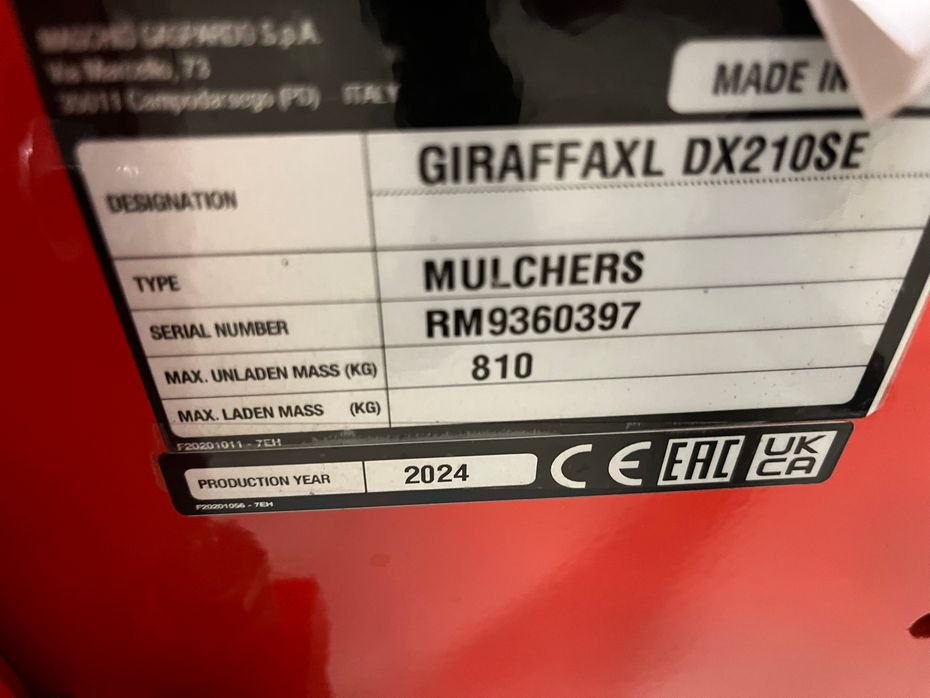 MASCHIO GASPARDO S.p.A.
Via Marcello, 73
35011 Campodarsego (PD) ITALY
MADE IN
DESIGNATION
GIRAFFAXL DX210SE
TYPE
MULCHERS
SERIAL NUMBER
RM9360397
MAX. UNLADEN MASS (KG)
810
MAX. LADEN MASS (KG)
F20201011 - 7EH
PRODUCTION YEAR
2024
CE EAC UK
CA
F20201056 - 7EH